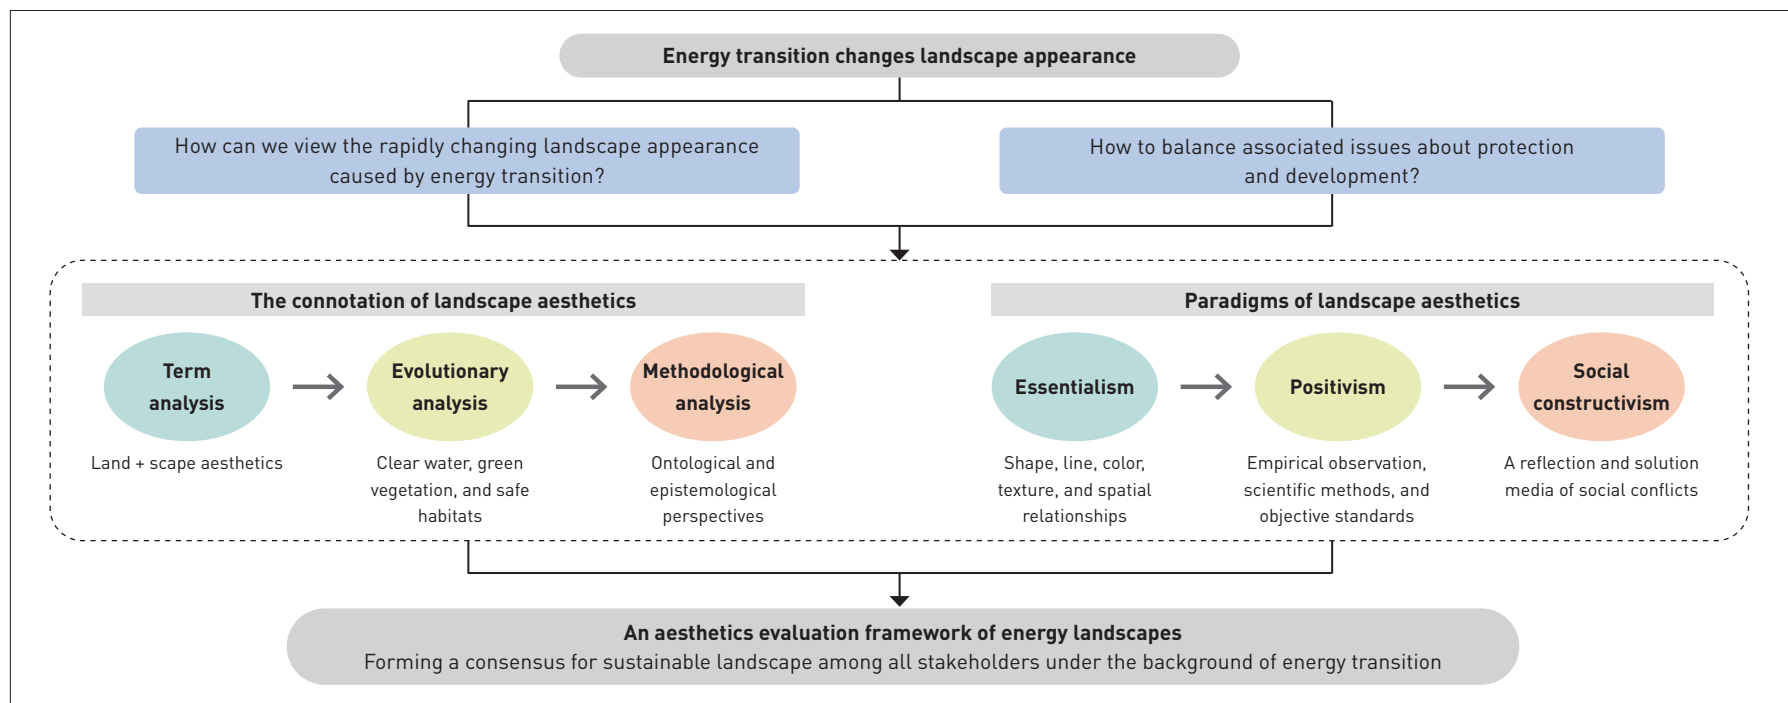 Energy transition changes landscape appearance
How can we view the rapidly changing landscape appearance
caused by energy transition?
How to balance associated issues about protection
and development?
The connotation of landscape aesthetics
Term
analysis
Evolutionary
analysis
Methodological
analysis
Land + scape aesthetics
Clear water, green
vegetation, and safe
habitats
Ontological and
epistemological
perspectives
Paradigms of landscape aesthetics
Essentialism
Positivism
Social
constructivism
Shape, line, color,
texture, and spatial
relationships
Empirical observation,
scientific methods, and
objective standards
A reflection and solution
media of social conflicts
An aesthetics evaluation framework of energy landscapes
Forming a consensus for sustainable landscape among all stakeholders under the background of energy transition